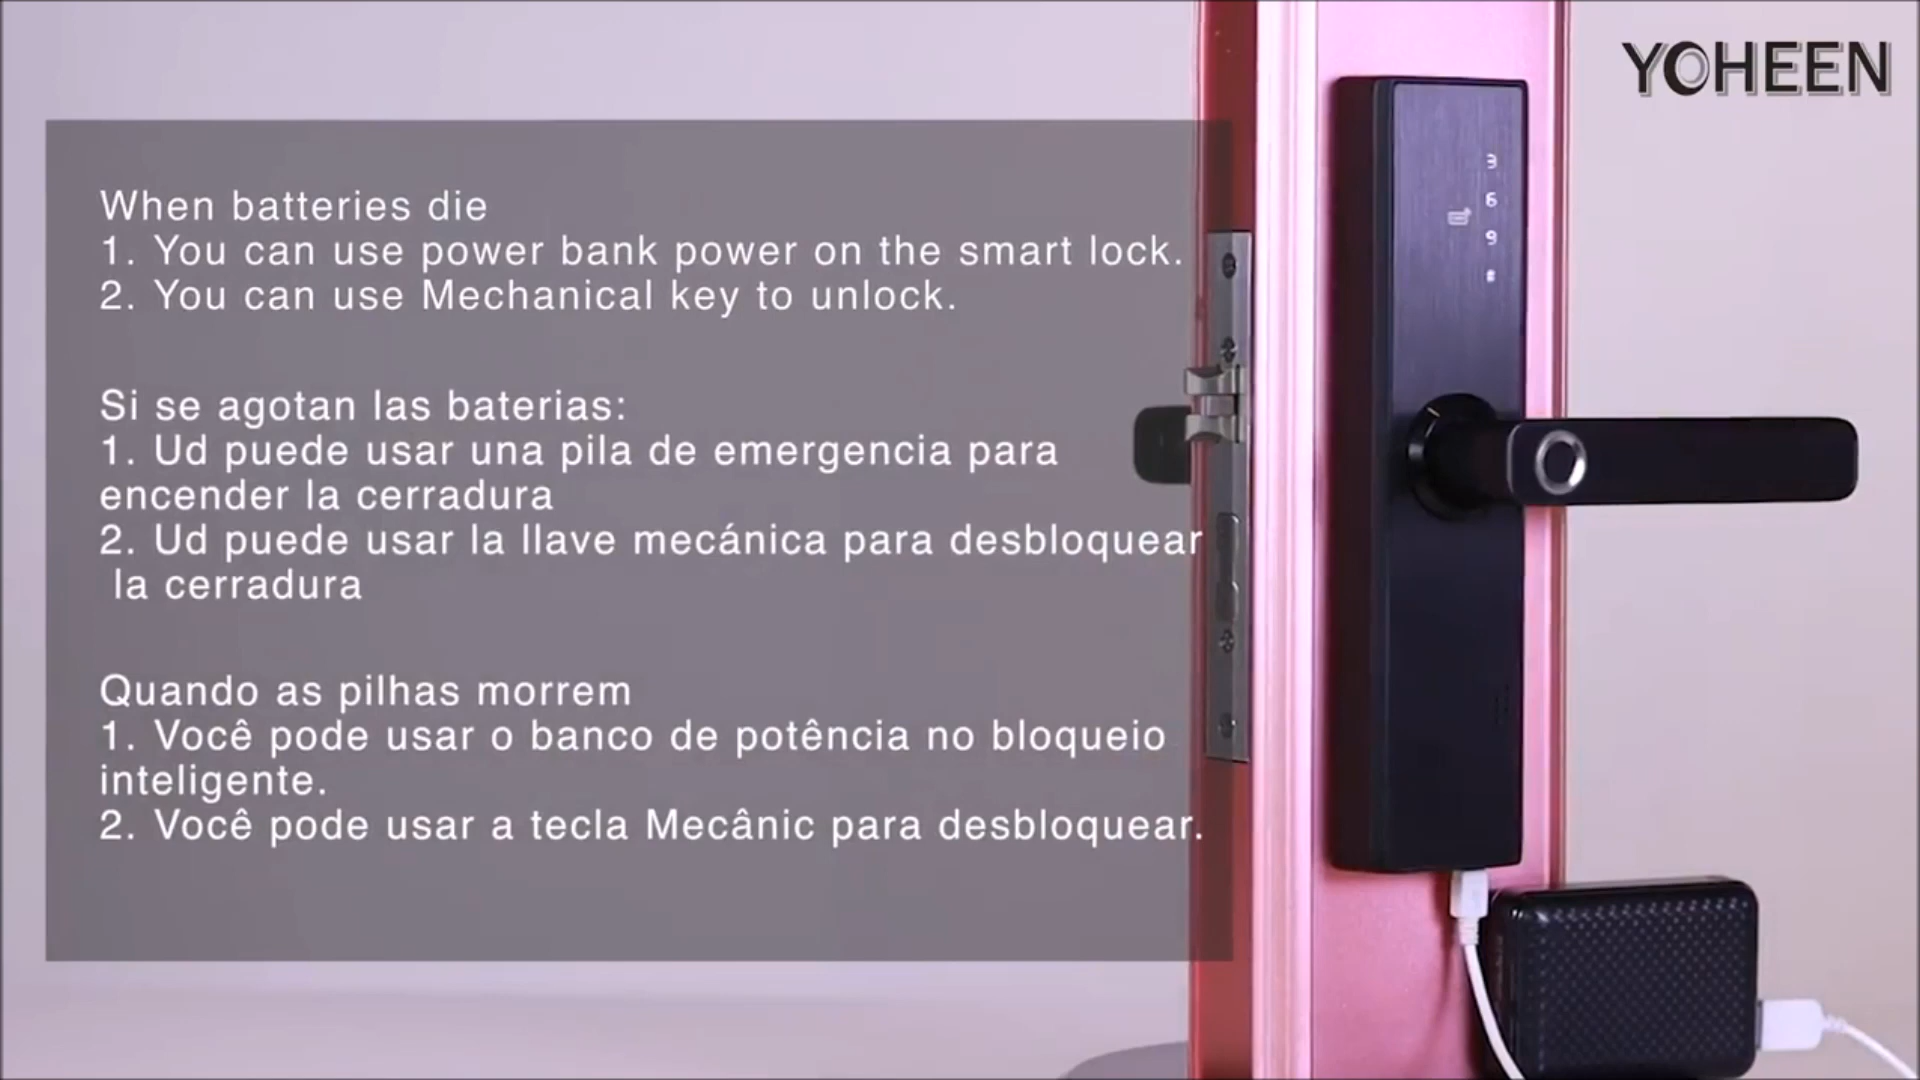 YOHEEN
When batteries die
1. You can use power bank power on the smart lock.
2. You can use Mechanical key to unlock.
Si se agotan las baterias:
1. Ud puede usar una pila de emergencia para
encender la cerradura
2. Ud puede usar la llave mecánica para desbloquear
la cerradura
Quando as pilhas morrem
1. Você pode usar o banco de potência no bloqueio
inteligente.
2. Você pode usar a tecla Mecânic para desbloquear.
3
6
9
#